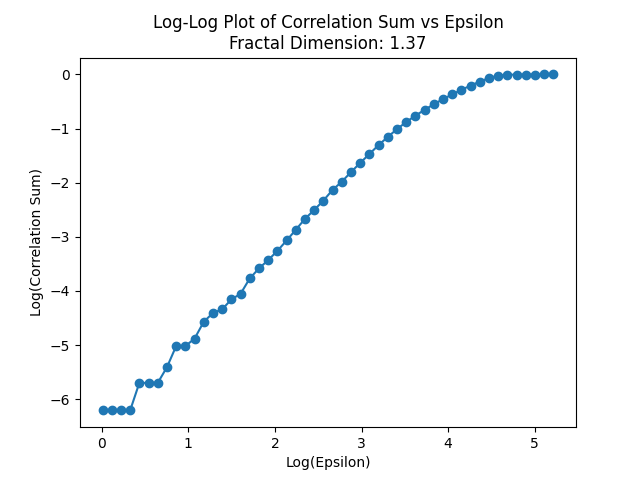 Log-Log Plot of Correlation Sum vs Epsilon
Fractal Dimension: 1.37
Log(Correlation Sum)
0
−1
−2
−3
−4
−5
−6
0 1 2 3 4 5
Log(Epsilon)